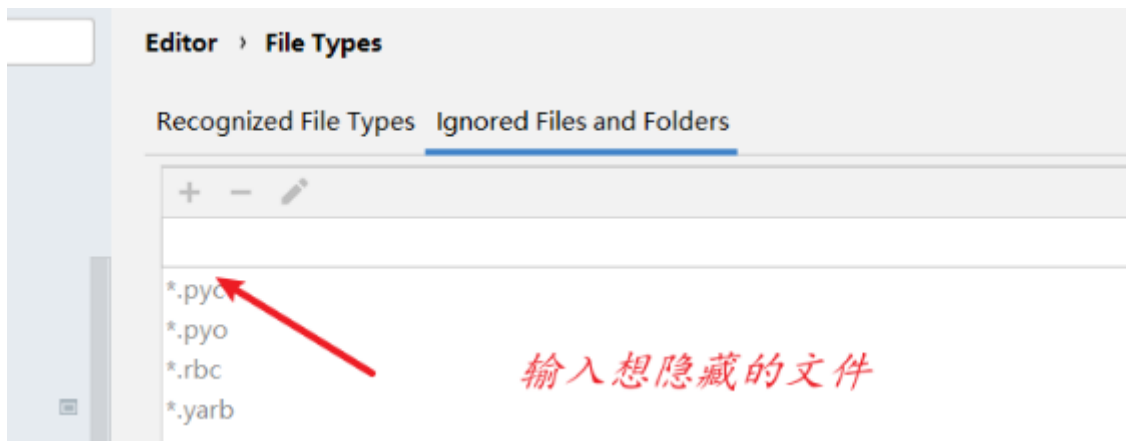 Editor › File Types
Recognized File Types Ignored Files and Folders
*.pyc
*.pyo
*.rbc
*.yarb
输入想隐藏的文件